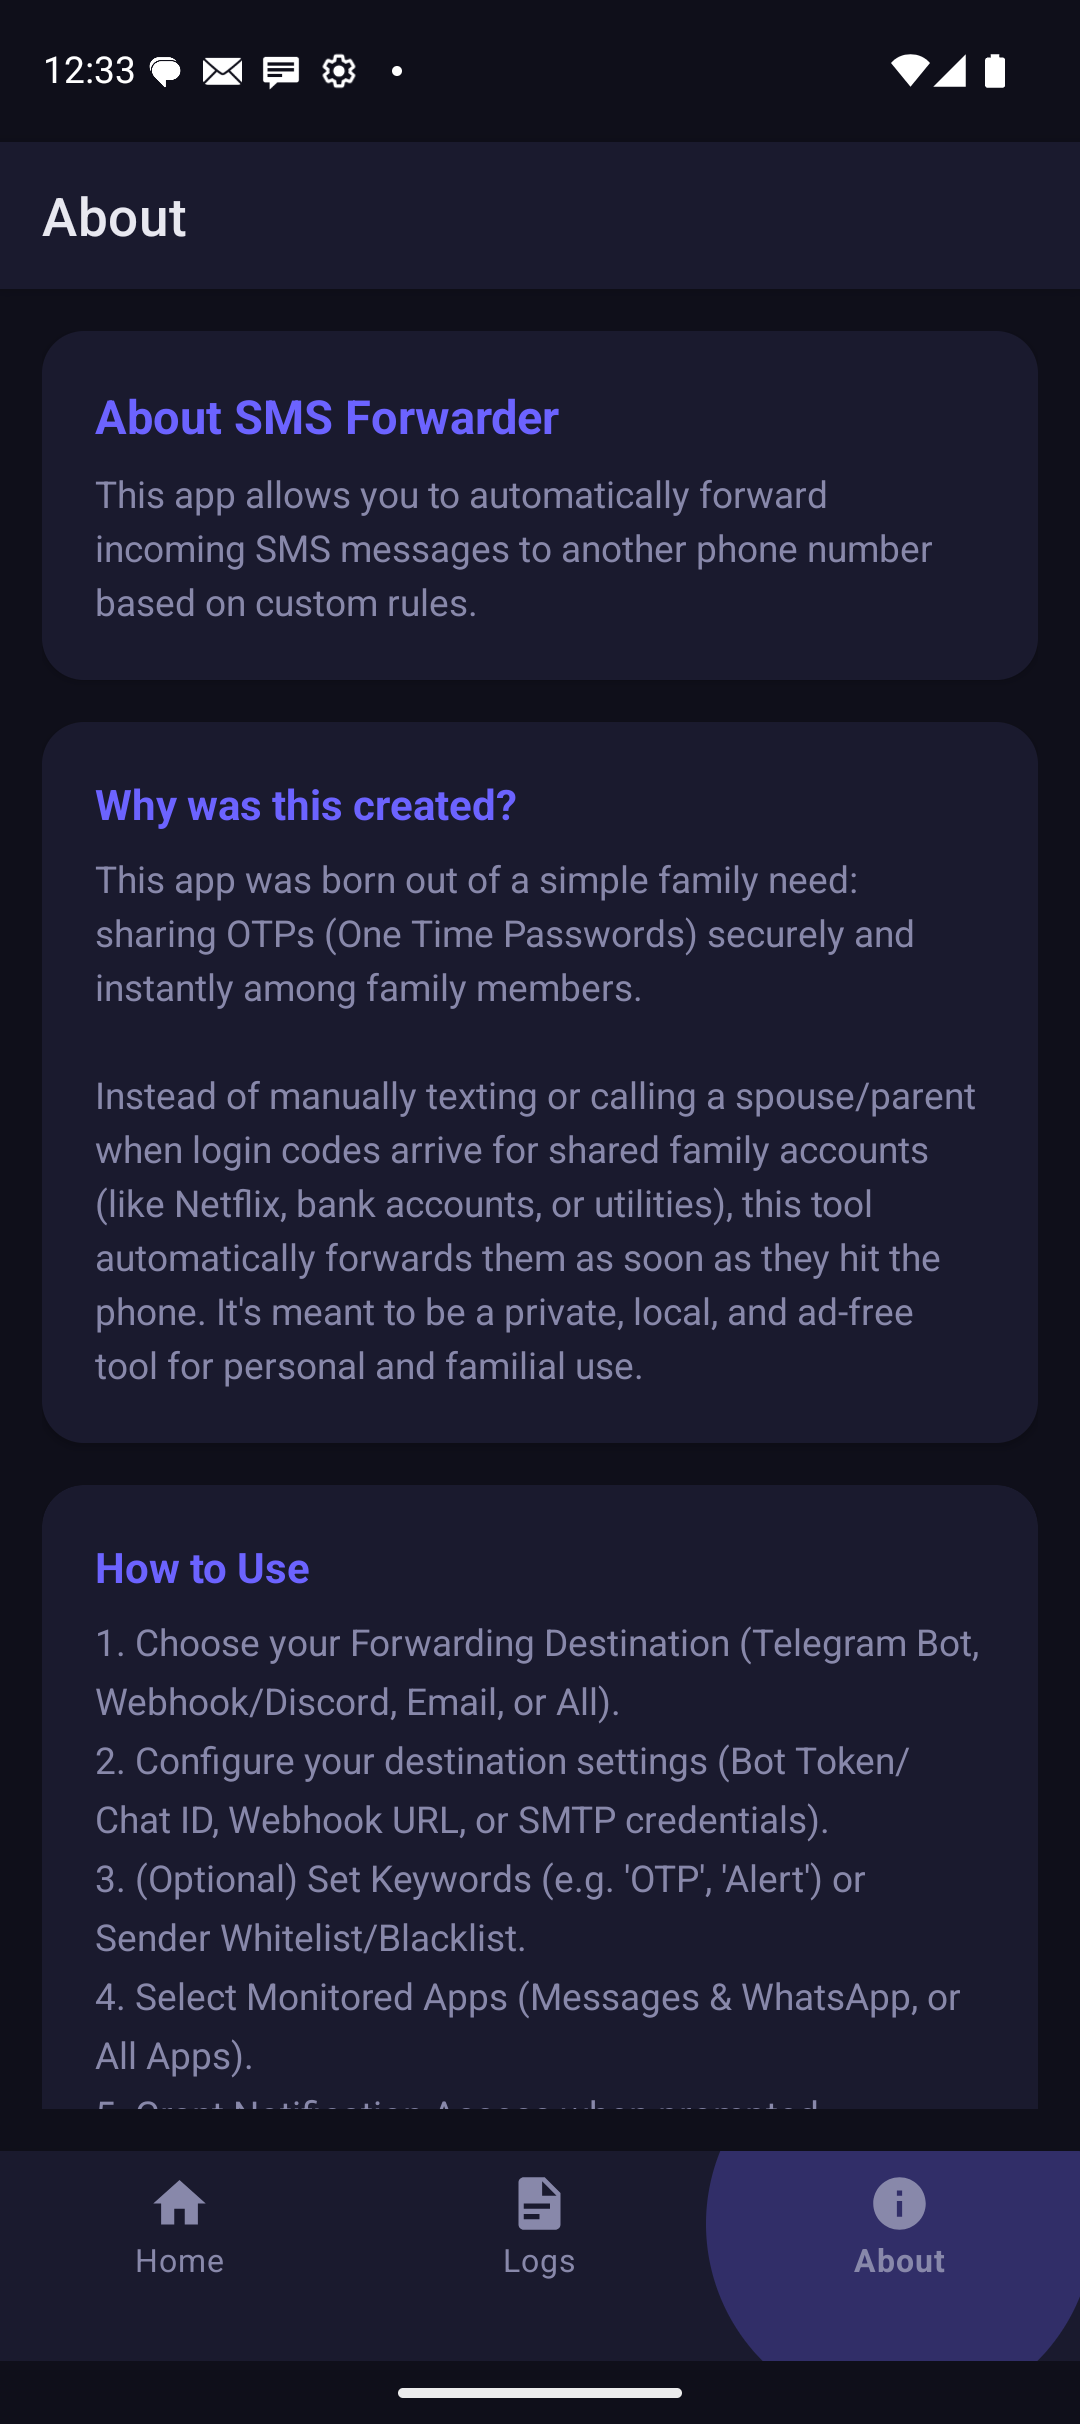 12:33
About
About SMS Forwarder
This app allows you to automatically forward
incoming SMS messages to another phone number
based on custom rules.
Why was this created?
This app was born out of a simple family need:
sharing OTPs (One Time Passwords) securely and
instantly among family members.
Instead of manually texting or calling a spouse/parent
when login codes arrive for shared family accounts
(like Netflix, bank accounts, or utilities), this tool
automatically forwards them as soon as they hit the
phone. It's meant to be a private, local, and ad-free
tool for personal and familial use.
How to Use
1. Choose your Forwarding Destination (Telegram Bot,
Webhook/Discord, Email, or All).
2. Configure your destination settings (Bot Token/
Chat ID, Webhook URL, or SMTP credentials).
3. (Optional) Set Keywords (e.g. 'OTP', 'Alert') or
Sender Whitelist/Blacklist.
4. Select Monitored Apps (Messages & WhatsApp, or
All Apps).
5. Grant Notification Access when prompted
Home
Logs
About